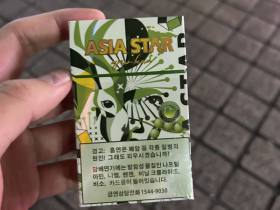 ASIA STAR
경고: 흡연은 폐암 등 각종 질병의
원인! 그래도 피우시겠습니까?
담배연기에는 발암성 물질인 나프틸
아민, 니켈, 벤젠, 비닐 크롤라이드,
비소, 카드뮴이 들어있습니다.
금연상담전화 1544-9030